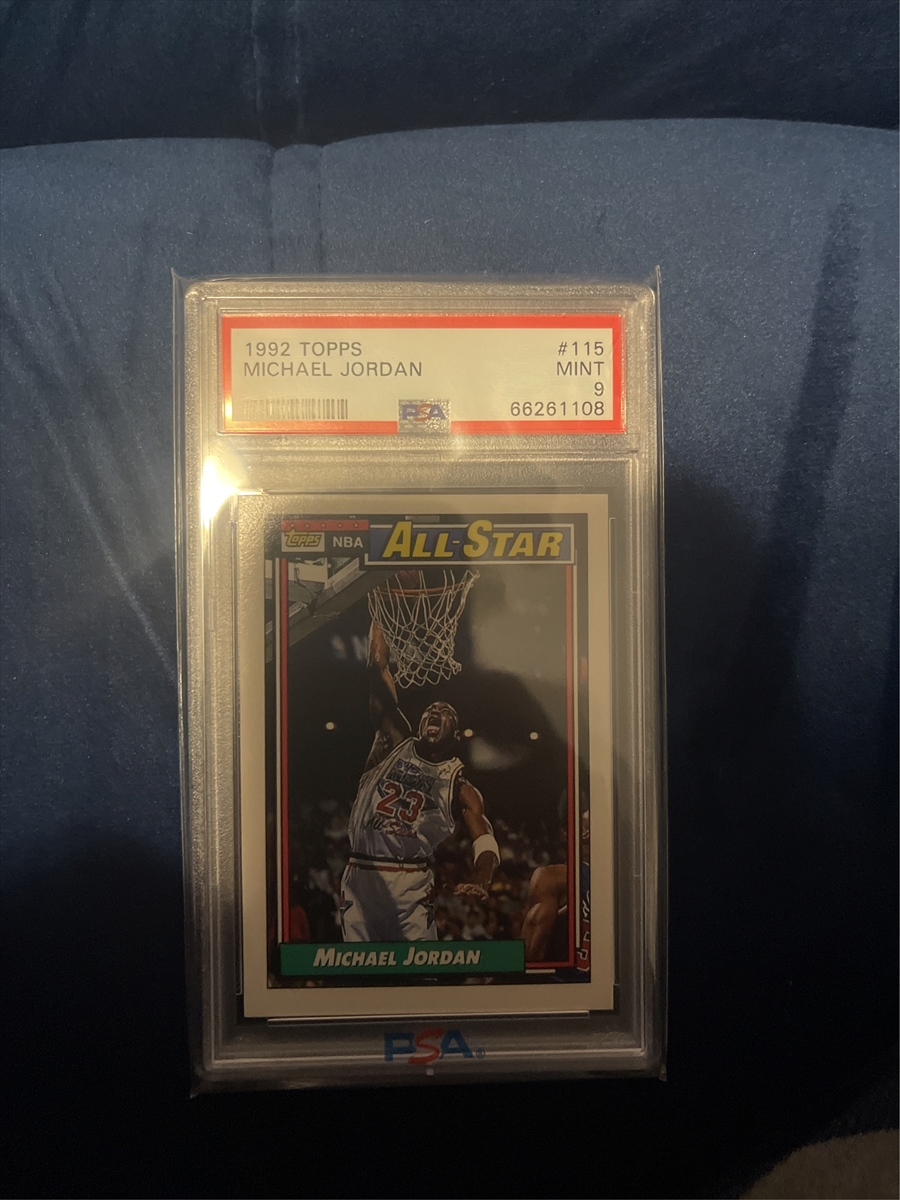 1992 TOPPS #115
MICHAEL JORDAN MINT
9
PSA 66261108
Topps NBA ALL-STAR
23
MICHAEL JORDAN
PSA®